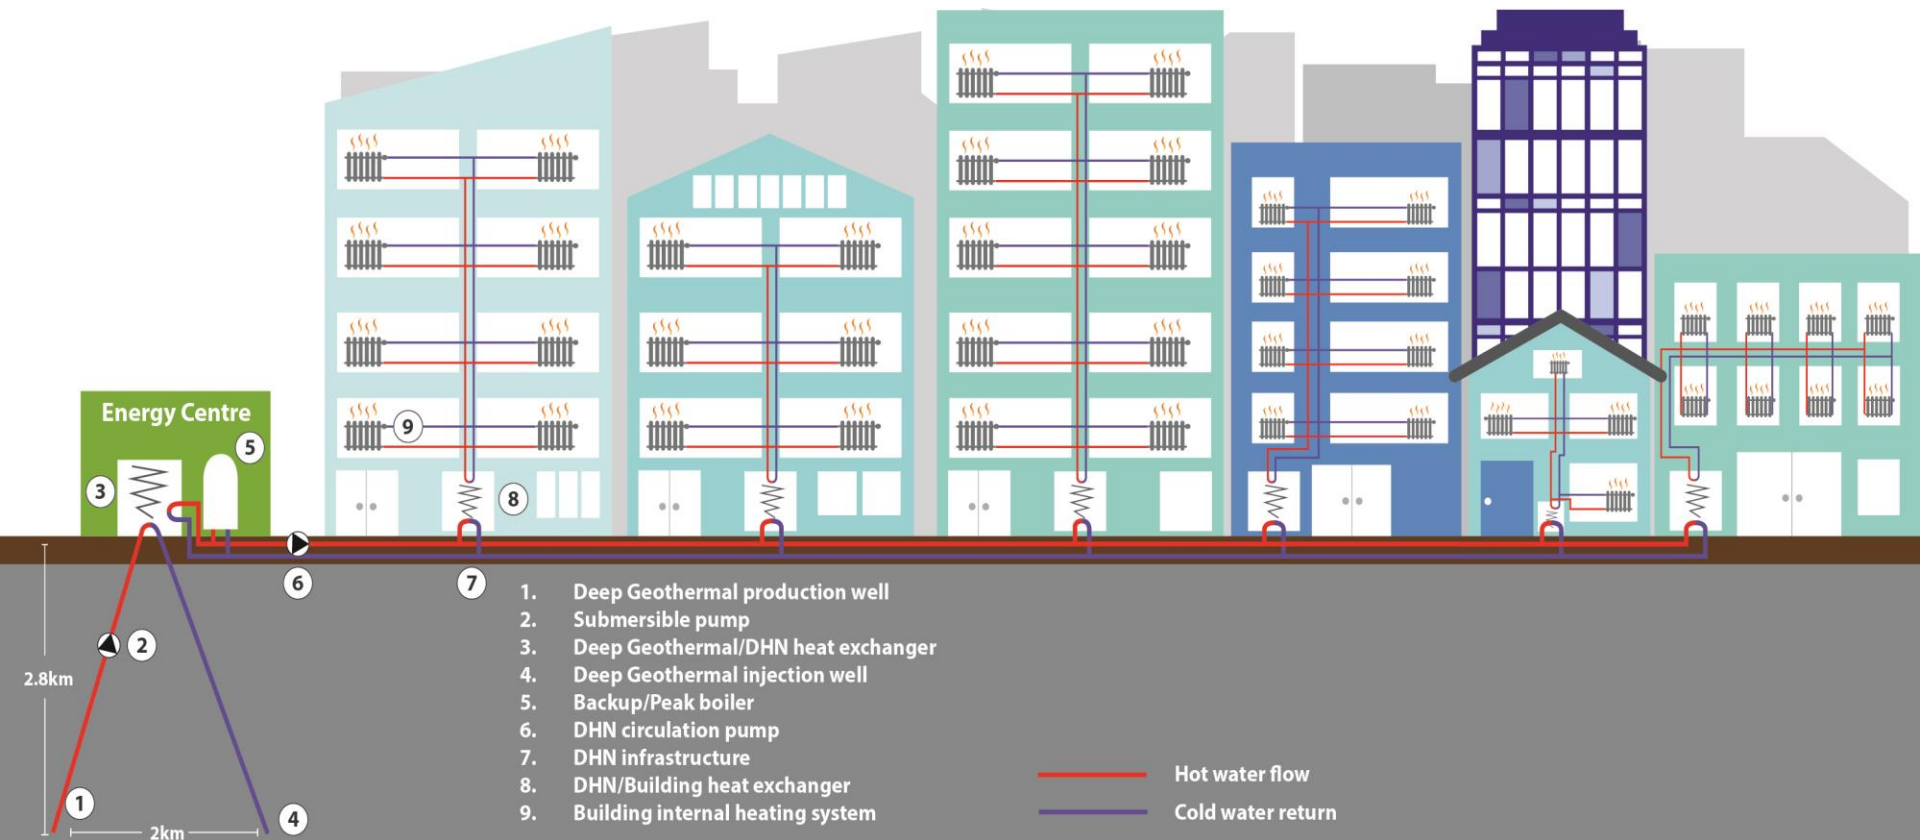 Energy Centre
5
3
9
8
6
7
2
2.8km
1
4
2km
1. Deep Geothermal production well
2. Submersible pump
3. Deep Geothermal/DHN heat exchanger
4. Deep Geothermal injection well
5. Backup/Peak boiler
6. DHN circulation pump
7. DHN infrastructure
8. DHN/Building heat exchanger
9. Building internal heating system
Hot water flow
Cold water return